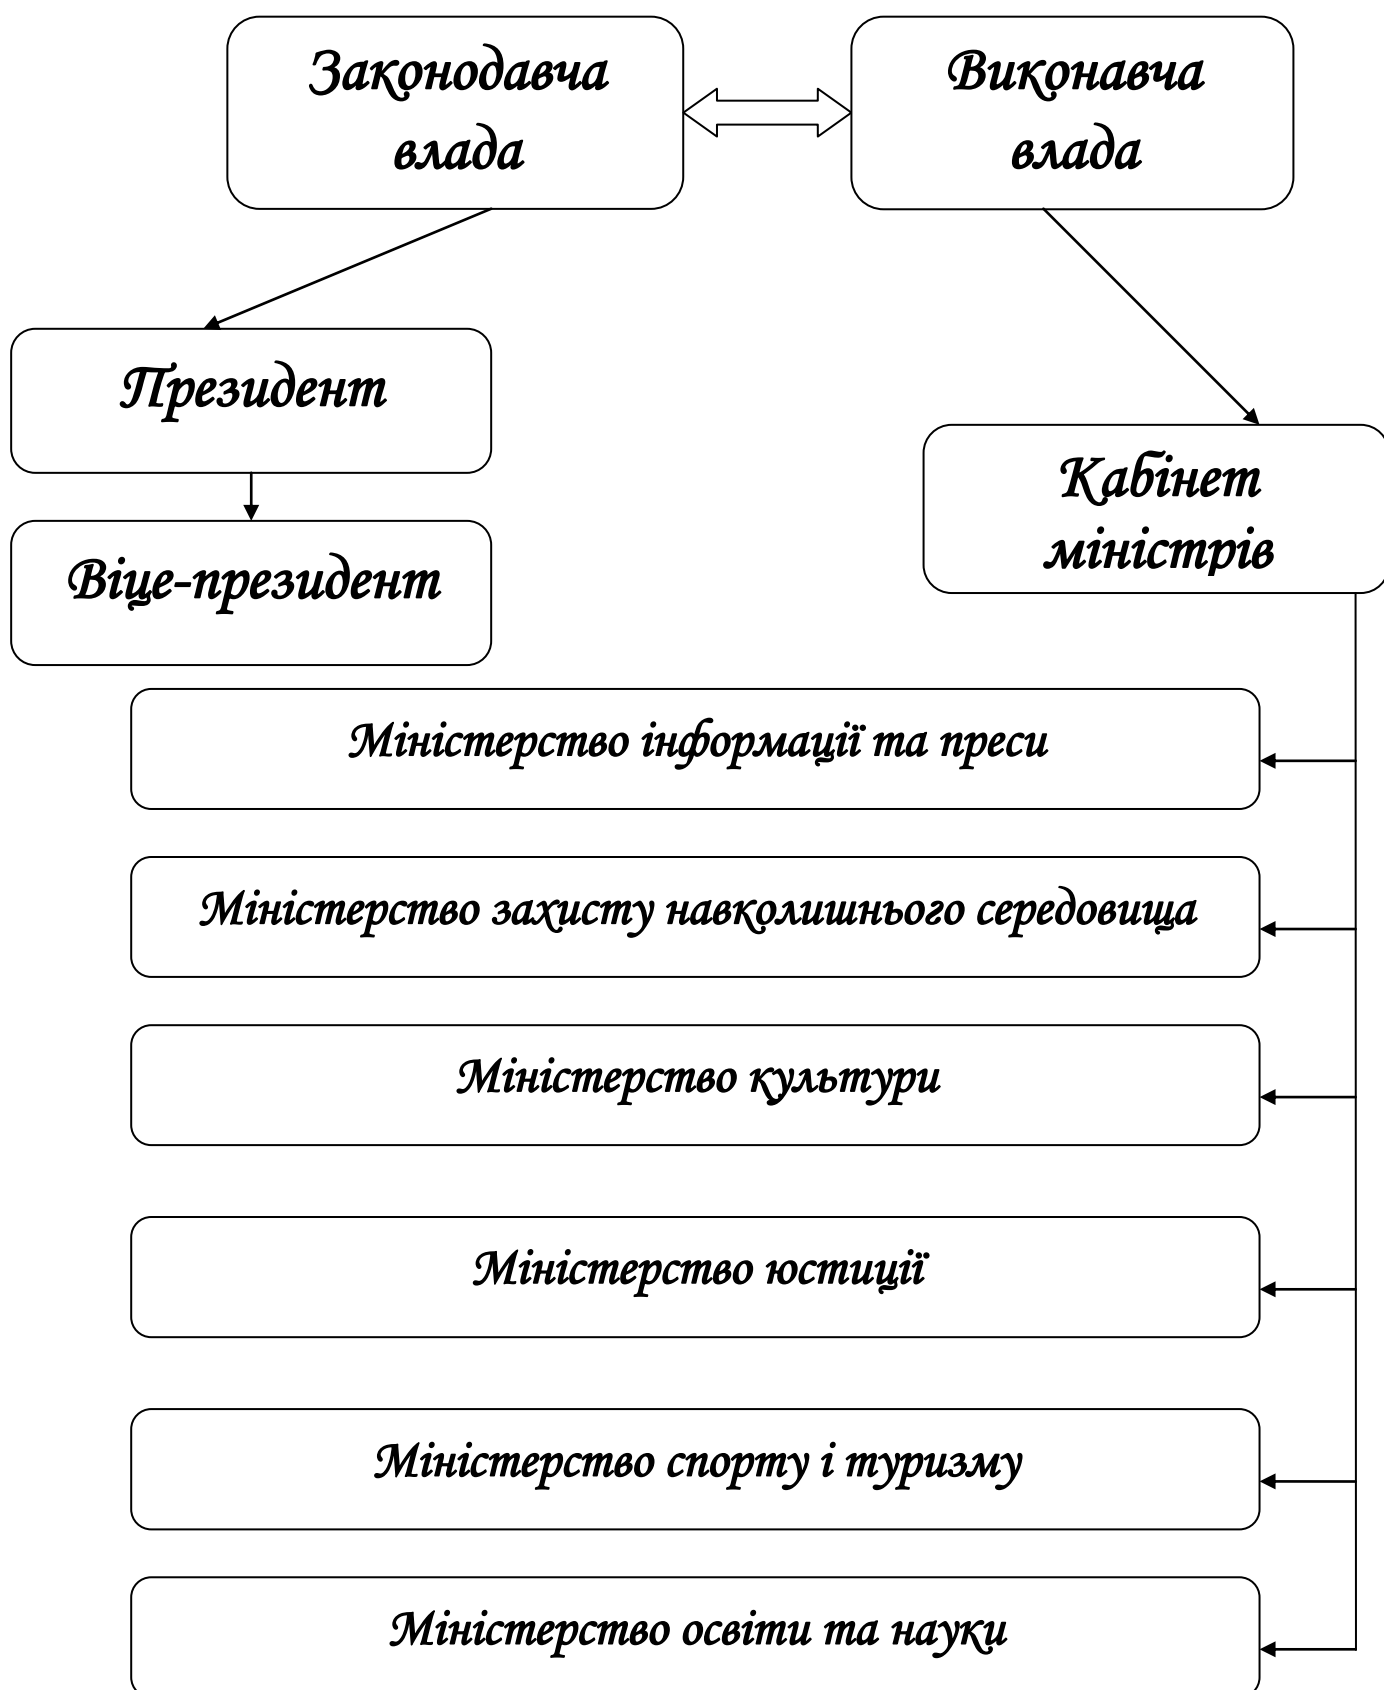 Законодавча
влада
Виконавча
влада
Президент
Віце-президент
Кабінет
міністрів
Міністерство інформації та преси
Міністерство захисту навколишнього середовища
Міністерство культури
Міністерство юстиції
Міністерство спорту і туризму
Міністерство освіти та науки